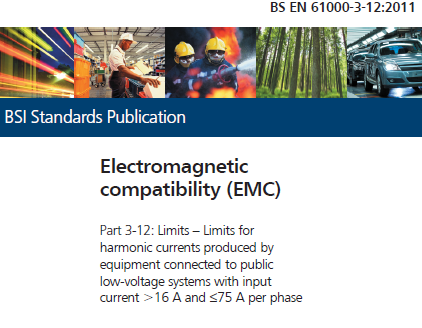 BS EN 61000-3-12:2011
BSI Standards Publication
Electromagnetic
compatibility (EMC)
Part 3-12: Limits – Limits for
harmonic currents produced by
equipment connected to public
low-voltage systems with input
current >16 A and ≤75 A per phase